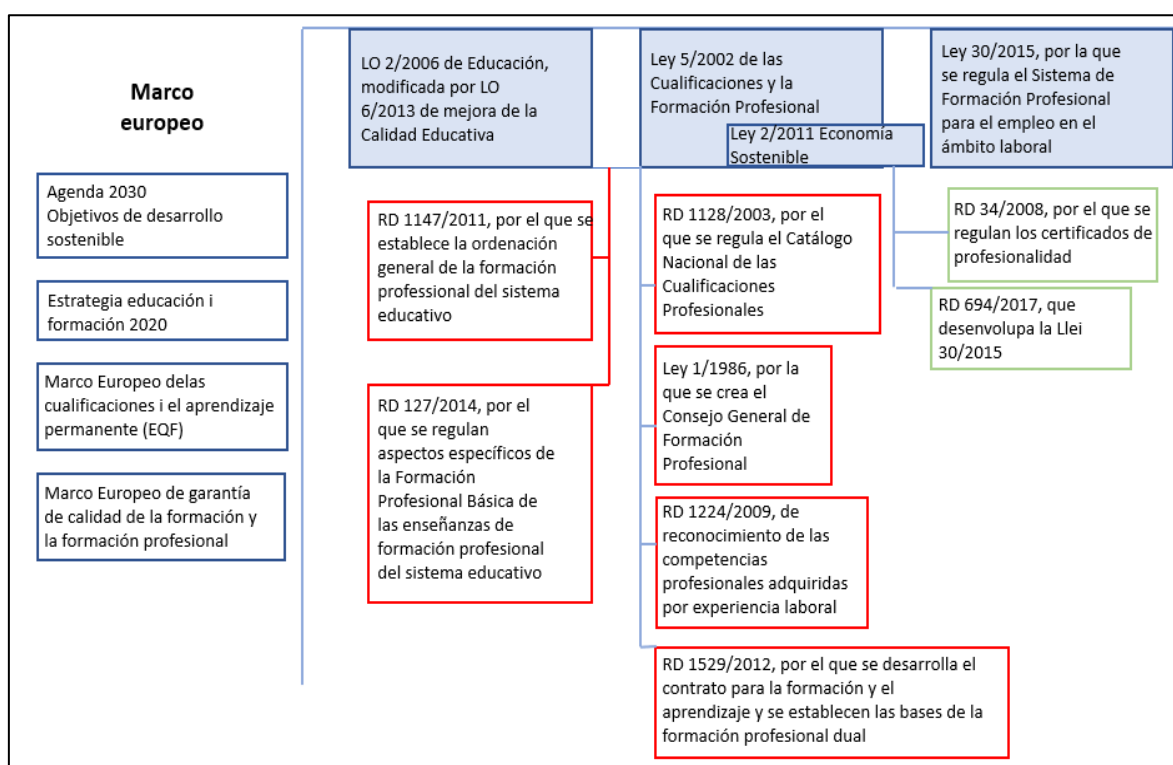 Marco
europeo
Agenda 2030
Objetivos de desarrollo
sostenible
Estrategia educación i
formación 2020
Marco Europeo delas
cualificaciones i el aprendizaje
permanente (EQF)
Marco Europeo de garantía
de calidad de la formación y
la formación profesional
LO 2/2006 de Educación,
modificada por LO
6/2013 de mejora de la
Calidad Educativa
RD 1147/2011, por el que se
establece la ordenación
general de la formación
professional del sistema
educativo
RD 127/2014, por el
que se regulan
aspectos específicos de
la Formación
Profesional Básica de
las enseñanzas de
formación profesional
del sistema educativo
Ley 5/2002 de las
Cualificaciones y la
Formación Profesional
Ley 2/2011 Economía
Sostenible
RD 1128/2003, por el
que se regula el Catálogo
Nacional de las
Cualificaciones
Profesionales
Ley 1/1986, por la
que se crea el
Consejo General de
Formación
Profesional
RD 1224/2009, de
reconocimiento de las
competencias
profesionales adquiridas
por experiencia laboral
RD 1529/2012, por el que se desarrolla el
contrato para la formación y el
aprendizaje y se establecen las bases de la
formación profesional dual
Ley 30/2015, por la que
se regula el Sistema de
Formación Profesional
para el empleo en el
ámbito laboral
RD 34/2008, por el que se
regulan los certificados de
profesionalidad
RD 694/2017, que
desenvolupa la Llei
30/2015